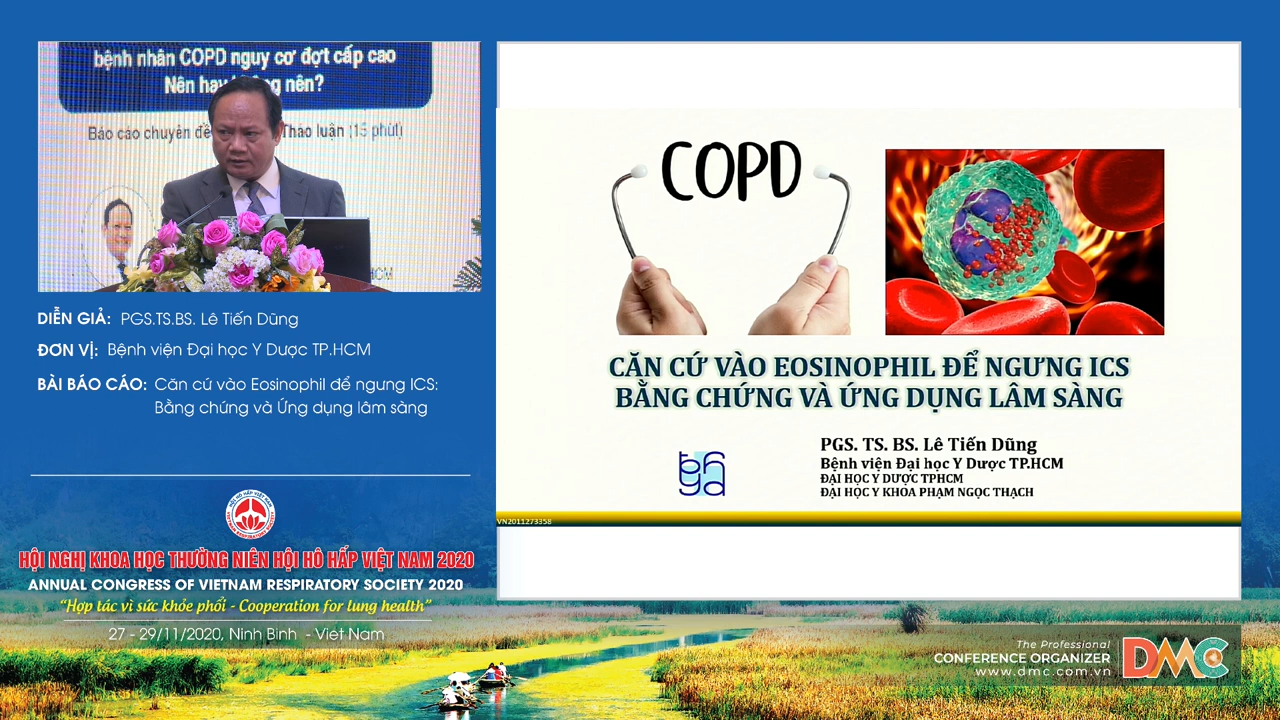 bệnh nhân COPD nguy cơ đợt cấp cao
Nên hay nên?
Báo cáo chuyên đề Thảo luận (15 phút)
DIỄN GIẢ: PGS.TS.BS. Lê Tiến Dũng
ĐƠN VỊ: Bệnh viện Đại học Y Dược TP.HCM
BÀI BÁO CÁO: Căn cứ vào Eosinophil để ngưng ICS:
Bằng chứng và Ứng dụng lâm sàng
HỘI HÔ HẤP VIỆT NAM
HỘI NGHỊ KHOA HỌC THƯỜNG NIÊN HỘI HÔ HẤP VIỆT NAM 2020
ANNUAL CONGRESS OF VIETNAM RESPIRATORY SOCIETY 2020
“Hợp tác vì sức khỏe phổi - Cooperation for lung health”
27 - 29/11/2020, Ninh Bình - Việt Nam
COPD
CĂN CỨ VÀO EOSINOPHIL ĐỂ NGƯNG ICS
BẰNG CHỨNG VÀ ỨNG DỤNG LÂM SÀNG
PGS. TS. BS. Lê Tiến Dũng
Bệnh viện Đại học Y Dược TP.HCM
ĐẠI HỌC Y DƯỢC TPHCM
ĐẠI HỌC Y KHOA PHẠM NGỌC THẠCH
VN2011273358
The Professional
CONFERENCE ORGANIZER
www.dmc.com.vn
DMC